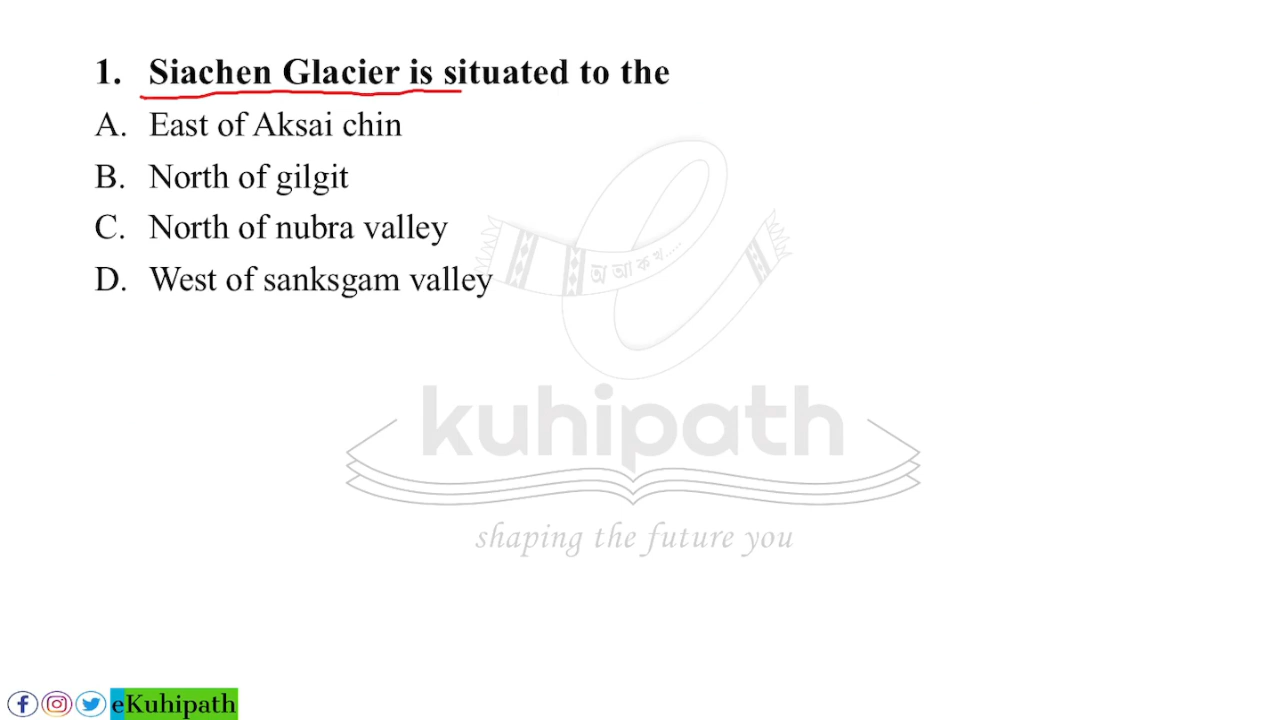 1. Siachen Glacier is situated to the
A. East of Aksai chin
B. North of gilgit
C. North of nubra valley
D. West of sanksgam valley
অ আ ক খ.....
kuhipath
shaping the future you
eKuhipath